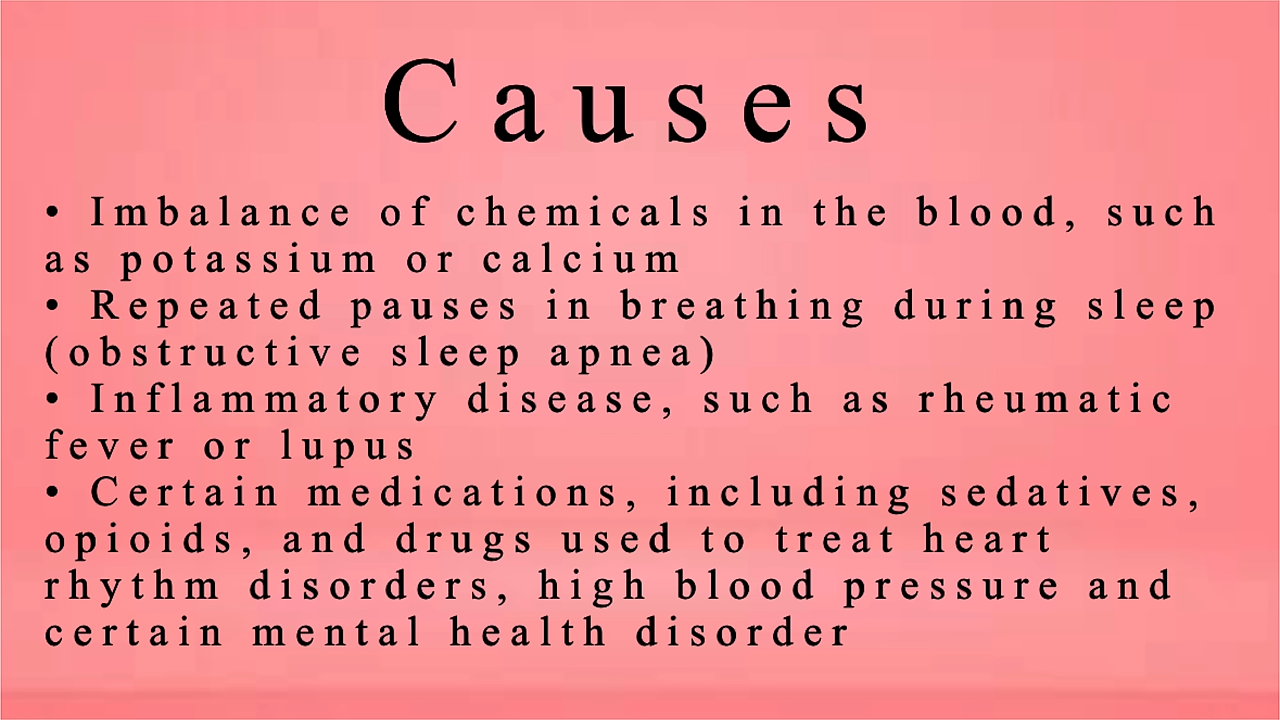 Causes
• Imbalance of chemicals in the blood, such
as potassium or calcium
• Repeated pauses in breathing during sleep
(obstructive sleep apnea)
• Inflammatory disease, such as rheumatic
fever or lupus
• Certain medications, including sedatives,
opioids, and drugs used to treat heart
rhythm disorders, high blood pressure and
certain mental health disorder